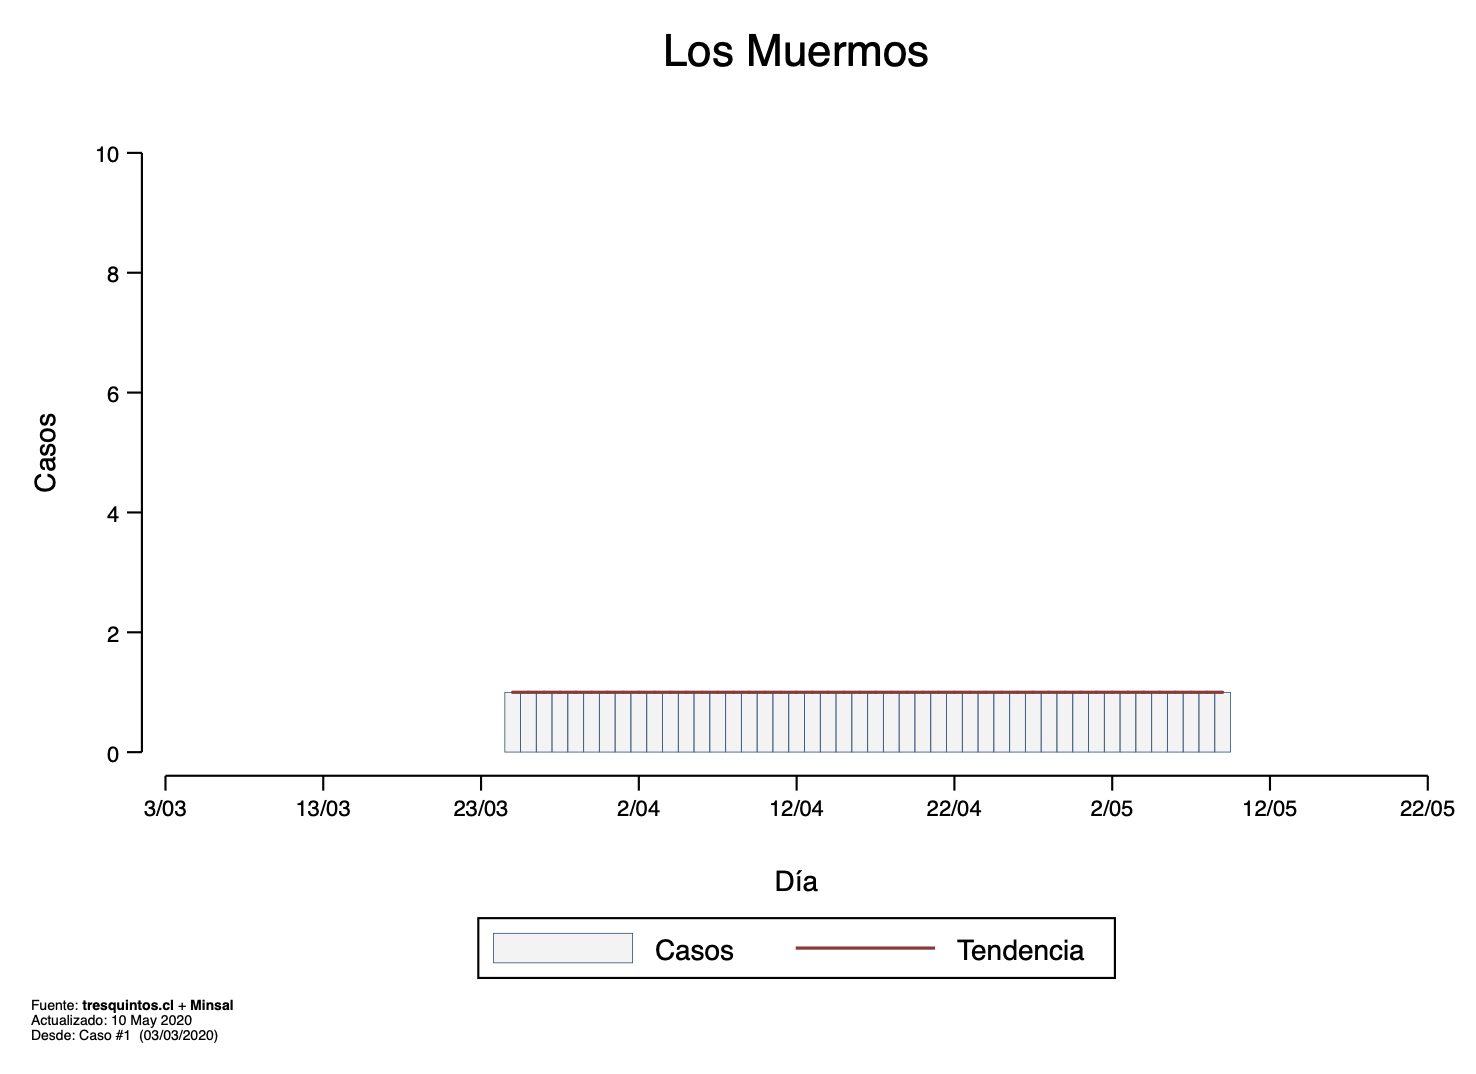 Los Muermos
10
8
6
4
2
0
Casos
3/03 13/03 23/03 2/04 12/04 22/04 2/05 12/05 22/05
Día
Casos Tendencia
Fuente: tresquintos.cl + Minsal
Actualizado: 10 May 2020
Desde: Caso #1 (03/03/2020)